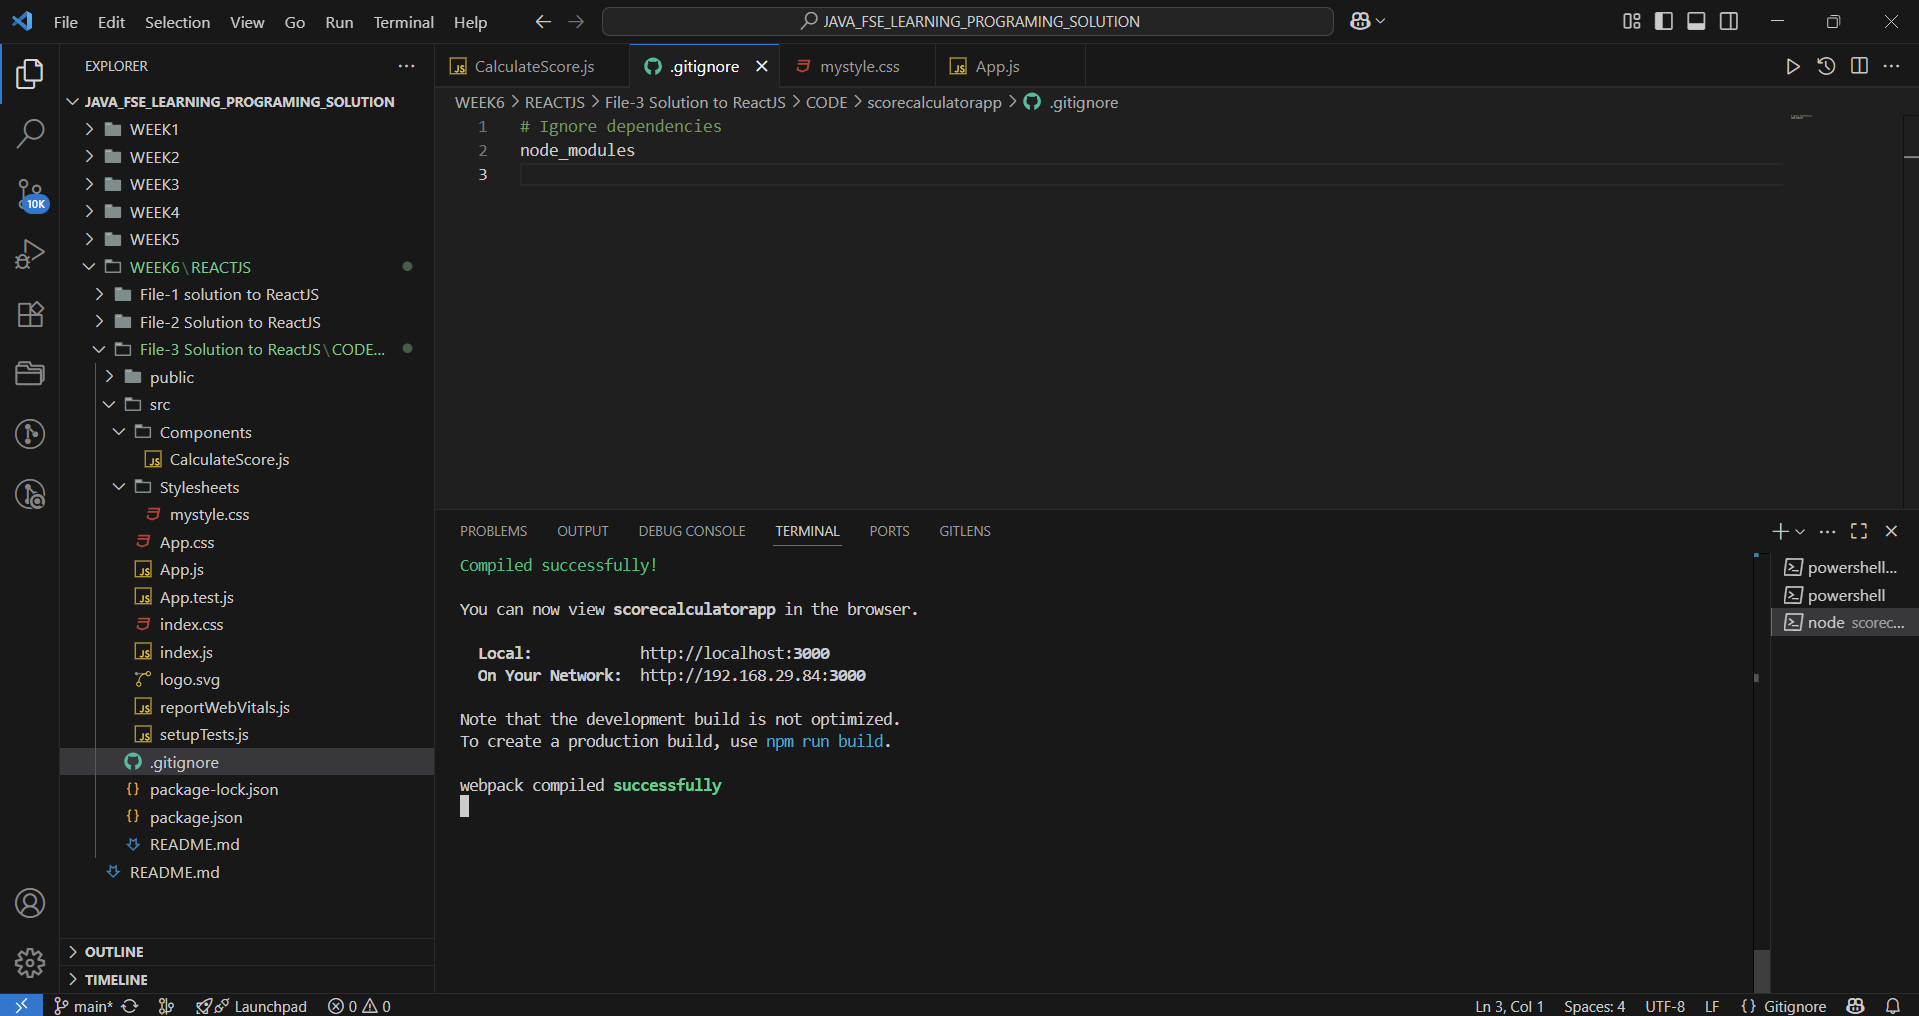 File Edit Selection View Go Run Terminal Help
JAVA_FSE_LEARNING_PROGRAMING_SOLUTION
EXPLORER
JAVA_FSE_LEARNING_PROGRAMING_SOLUTION
WEEK1
WEEK2
WEEK3
WEEK4
WEEK5
WEEK6\REACTJS
File-1 solution to ReactJS
File-2 Solution to ReactJS
File-3 Solution to ReactJS\CODE...
public
src
Components
JS CalculateScore.js
Stylesheets
mystyle.css
App.css
JS App.js
JS App.test.js
index.css
JS index.js
logo.svg
JS reportWebVitals.js
JS setupTests.js
.gitignore
{} package-lock.json
{} package.json
README.md
README.md
OUTLINE
TIMELINE
10K
JS CalculateScore.js .gitignore mystyle.css JS App.js
WEEK6 > REACTJS > File-3 Solution to ReactJS > CODE > scorecalculatorapp > .gitignore
1 # Ignore dependencies
2 node_modules
3
PROBLEMS OUTPUT DEBUG CONSOLE TERMINAL PORTS GITLENS
Compiled successfully!
You can now view scorecalculatorapp in the browser.
Local: http://localhost:3000
On Your Network: http://192.168.29.84:3000
Note that the development build is not optimized.
To create a production build, use npm run build.
webpack compiled successfully
powershell...
powershell
node scorec...
main* Launchpad 0 0
Ln 3, Col 1 Spaces: 4 UTF-8 LF {} Gitignore